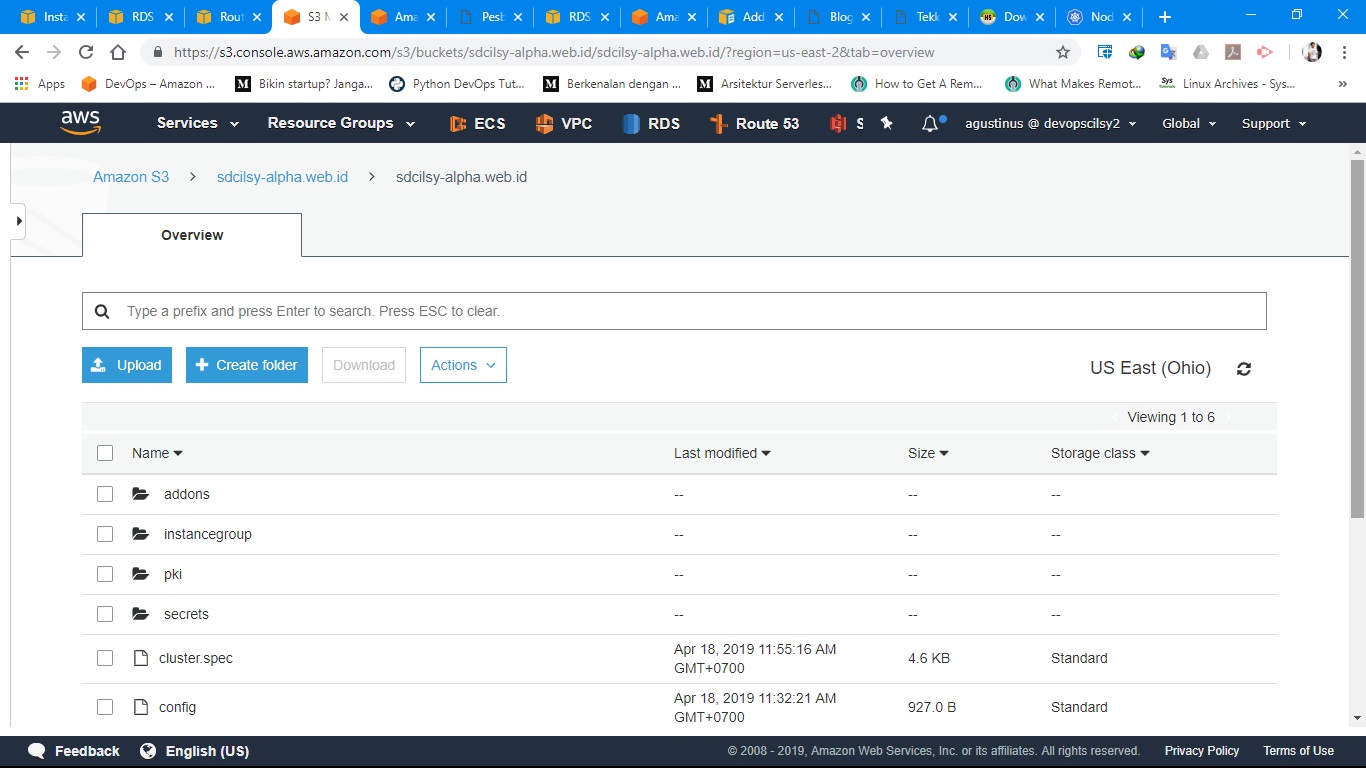 Insta RDS Rout S3 M Ama Pesb RDS Ama Add Blog Tekk Dow Nod
https://s3.console.aws.amazon.com/s3/buckets/sdcilsy-alpha.web.id/sdcilsy-alpha.web.id/?region=us-east-2&tab=overview
Apps DevOps – Amazon ... Bikin startup? Janga... Python DevOps Tut... Berkenalan dengan ... Arsitektur Serverles... How to Get A Rem... What Makes Remot... Linux Archives - Sys... »
aws Services Resource Groups ECS VPC RDS Route 53 S agustinus @ devopscilsy2 Global Support
Amazon S3 > sdcilsy-alpha.web.id > sdcilsy-alpha.web.id
Overview
Type a prefix and press Enter to search. Press ESC to clear.
Upload + Create folder Download Actions US East (Ohio)
Viewing 1 to 6
Name Last modified Size Storage class
addons -- -- --
instancegroup -- -- --
pki -- -- --
secrets -- -- --
cluster.spec Apr 18, 2019 11:55:16 AM GMT+0700 4.6 KB Standard
config Apr 18, 2019 11:32:21 AM GMT+0700 927.0 B Standard
Feedback English (US) © 2008 - 2019, Amazon Web Services, Inc. or its affiliates. All rights reserved. Privacy Policy Terms of Use